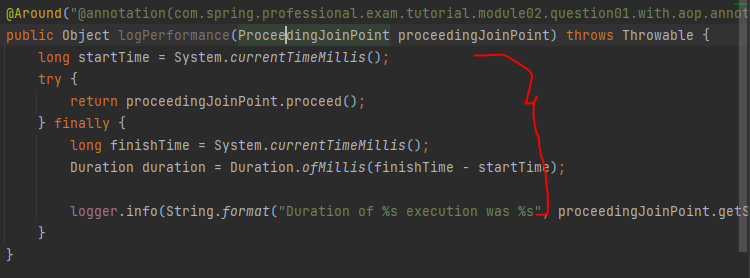 @Around("@annotation(com.spring.professional.exam.tutorial.module02.question01.with.aop.annot
public Object logPerformance(ProceedingJoinPoint proceedingJoinPoint) throws Throwable {
long startTime = System.currentTimeMillis();
try {
return proceedingJoinPoint.proceed();
} finally {
long finishTime = System.currentTimeMillis();
Duration duration = Duration.ofMillis(finishTime - startTime);
logger.info(String.format("Duration of %s execution was %s", proceedingJoinPoint.getS
}
}